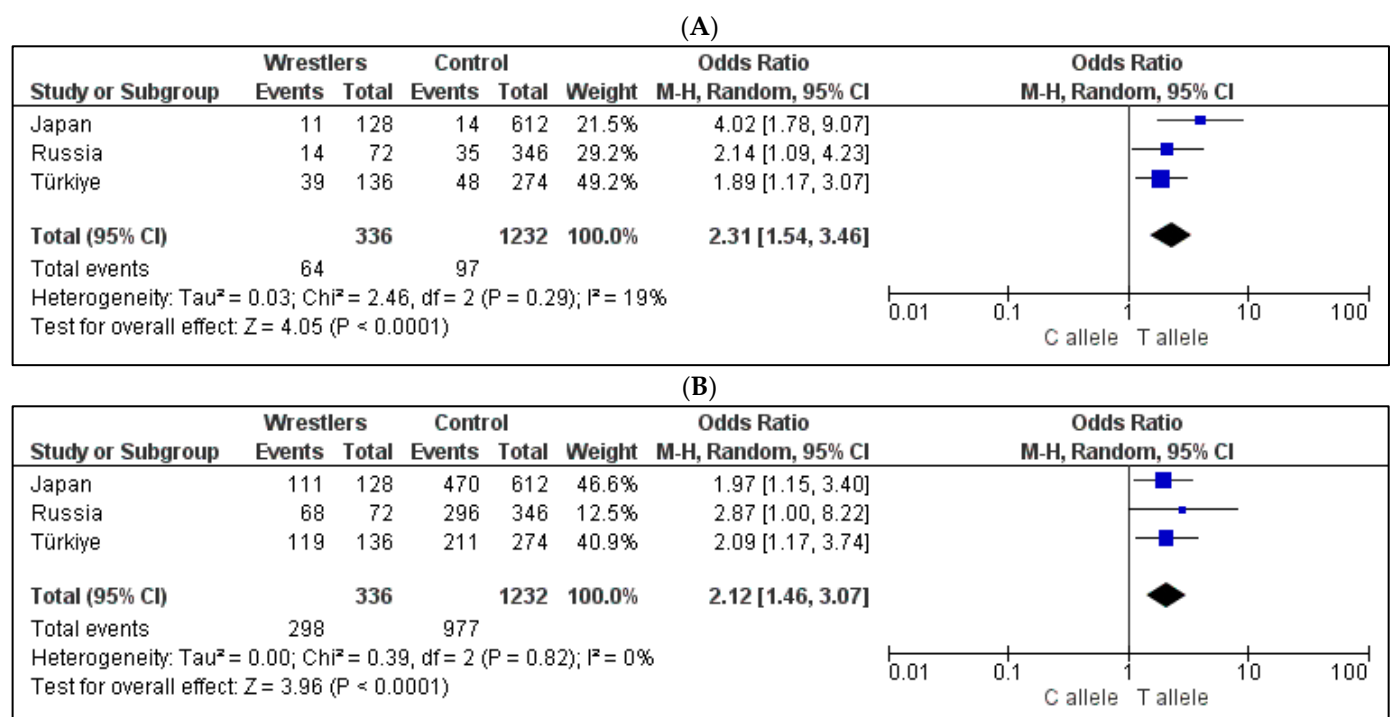 (A)
Wrestlers Control Odds Ratio Odds Ratio
Study or Subgroup Events Total Events Total Weight M-H, Random, 95% CI M-H, Random, 95% CI
Japan 11 128 14 612 21.5% 4.02 [1.78, 9.07]
Russia 14 72 35 346 29.2% 2.14 [1.09, 4.23]
Türkiye 39 136 48 274 49.2% 1.89 [1.17, 3.07]
Total (95% CI) 336 1232 100.0% 2.31 [1.54, 3.46]
Total events 64 97
Heterogeneity: Tau² = 0.03; Chi² = 2.46, df = 2 (P = 0.29); I² = 19%
Test for overall effect: Z = 4.05 (P < 0.0001)
0.01 0.1 1 10 100
C allele T allele
(B)
Wrestlers Control Odds Ratio Odds Ratio
Study or Subgroup Events Total Events Total Weight M-H, Random, 95% CI M-H, Random, 95% CI
Japan 111 128 470 612 46.6% 1.97 [1.15, 3.40]
Russia 68 72 296 346 12.5% 2.87 [1.00, 8.22]
Türkiye 119 136 211 274 40.9% 2.09 [1.17, 3.74]
Total (95% CI) 336 1232 100.0% 2.12 [1.46, 3.07]
Total events 298 977
Heterogeneity: Tau² = 0.00; Chi² = 0.39, df = 2 (P = 0.82); I² = 0%
Test for overall effect: Z = 3.96 (P < 0.0001)
0.01 0.1 1 10 100
C allele T allele